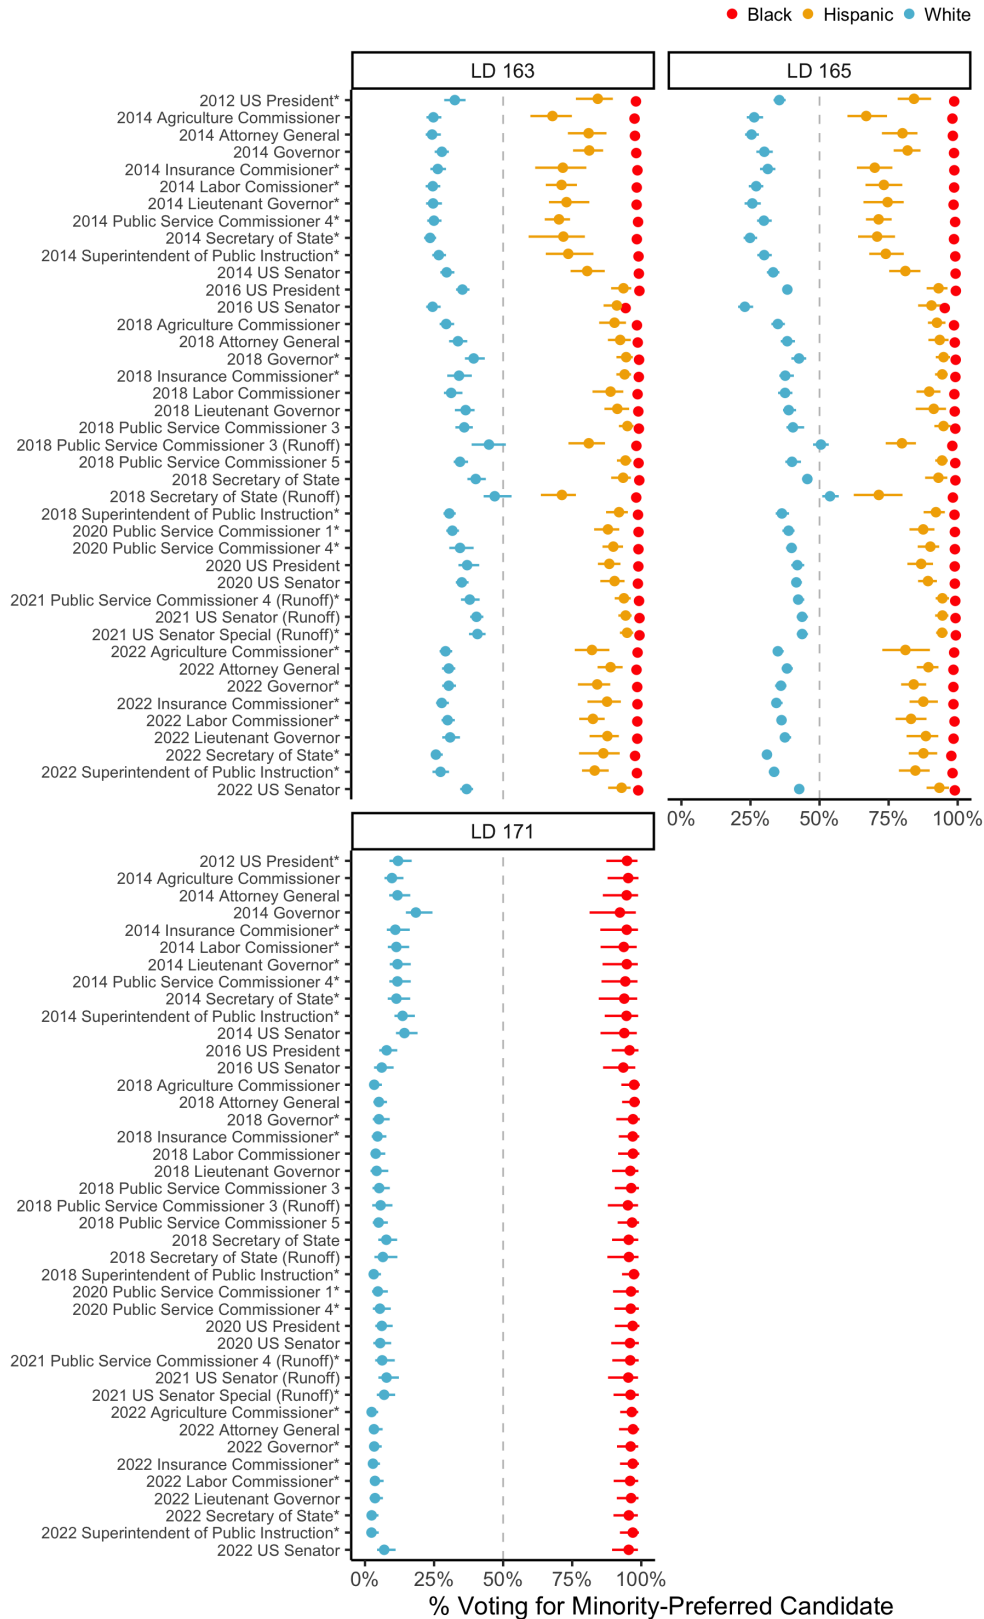 Black Hispanic White
LD 163 LD 165
2012 US President*
2014 Agriculture Commissioner
2014 Attorney General
2014 Governor
2014 Insurance Commisioner*
2014 Labor Comissioner*
2014 Lieutenant Governor*
2014 Public Service Commissioner 4*
2014 Secretary of State*
2014 Superintendent of Public Instruction*
2014 US Senator
2016 US President
2016 US Senator
2018 Agriculture Commissioner
2018 Attorney General
2018 Governor*
2018 Insurance Commissioner*
2018 Labor Commissioner
2018 Lieutenant Governor
2018 Public Service Commissioner 3
2018 Public Service Commissioner 3 (Runoff)
2018 Public Service Commissioner 5
2018 Secretary of State
2018 Secretary of State (Runoff)
2018 Superintendent of Public Instruction*
2020 Public Service Commissioner 1*
2020 Public Service Commissioner 4*
2020 US President
2020 US Senator
2021 Public Service Commissioner 4 (Runoff)*
2021 US Senator (Runoff)
2021 US Senator Special (Runoff)*
2022 Agriculture Commissioner*
2022 Attorney General
2022 Governor*
2022 Insurance Commissioner*
2022 Labor Commissioner*
2022 Lieutenant Governor
2022 Secretary of State*
2022 Superintendent of Public Instruction*
2022 US Senator
0% 25% 50% 75% 100%
LD 171
2012 US President*
2014 Agriculture Commissioner
2014 Attorney General
2014 Governor
2014 Insurance Commisioner*
2014 Labor Comissioner*
2014 Lieutenant Governor*
2014 Public Service Commissioner 4*
2014 Secretary of State*
2014 Superintendent of Public Instruction*
2014 US Senator
2016 US President
2016 US Senator
2018 Agriculture Commissioner
2018 Attorney General
2018 Governor*
2018 Insurance Commissioner*
2018 Labor Commissioner
2018 Lieutenant Governor
2018 Public Service Commissioner 3
2018 Public Service Commissioner 3 (Runoff)
2018 Public Service Commissioner 5
2018 Secretary of State
2018 Secretary of State (Runoff)
2018 Superintendent of Public Instruction*
2020 Public Service Commissioner 1*
2020 Public Service Commissioner 4*
2020 US President
2020 US Senator
2021 Public Service Commissioner 4 (Runoff)*
2021 US Senator (Runoff)
2021 US Senator Special (Runoff)*
2022 Agriculture Commissioner*
2022 Attorney General
2022 Governor*
2022 Insurance Commissioner*
2022 Labor Commissioner*
2022 Lieutenant Governor
2022 Secretary of State*
2022 Superintendent of Public Instruction*
2022 US Senator
0% 25% 50% 75% 100%
% Voting for Minority-Preferred Candidate